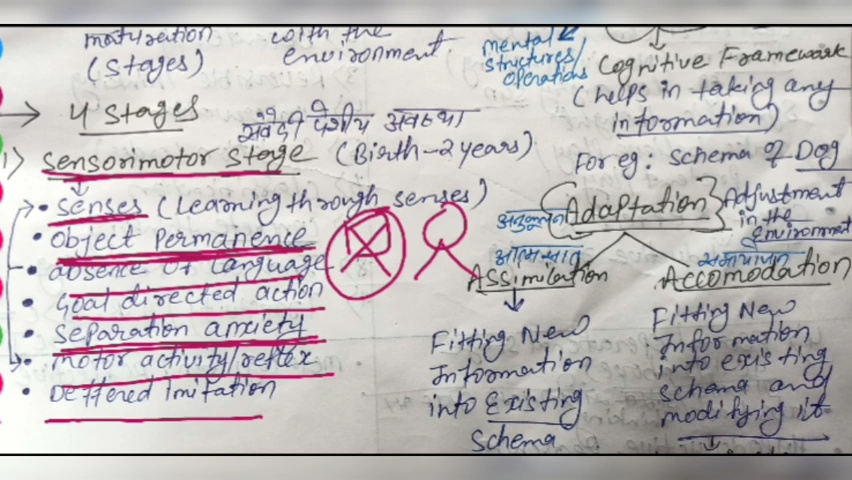 maturation
(stages)
with the
environment.
4 stages
संवेदी पेशीय अवस्था
1) Sensorimotor stage (Birth-2 years)
• senses (Learning through senses)
• Object Permanence
• absence of language
• Goal directed action
• Separation anxiety
• motor activity/reflex
• Deffered imitation
mental
structures/
operations
Cognitive Framework
(helps in taking any
information)
For eg: schema of Dog
अनुकूलन
Adaptation
Adjustment
in the
environment
आत्मसात
Assimilation
Fitting New
Information
into Existing
schema
समायोजन
Accomodation
Fitting New
Information
into existing
schema and
modifying it